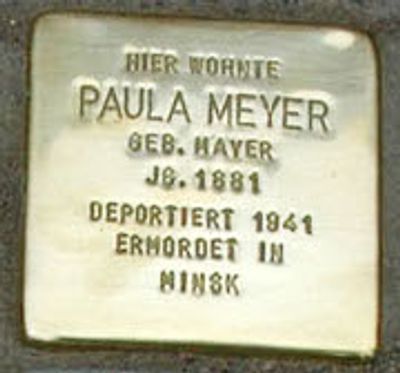 HIER WOHNTE
PAULA MEYER
GEB. MAYER
JG. 1881
DEPORTIERT 1941
ERMORDET IN
MINSK